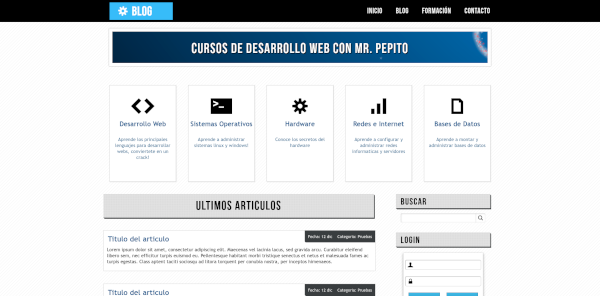 BLOG
INICIO BLOG FORMACIÓN CONTACTO
CURSOS DE DESARROLLO WEB CON MR. PEPITO
Desarrollo Web
Aprende los principales
lenguajes para desarrollar
webs, conviertete en un
crack!
Sistemas Operativos
Aprende a administrar
sistemas linux y windows!
Hardware
Conoce los secretos del
hardware
Redes e Internet
Aprende a configurar y
administrar redes
informaticas y servidores
Bases de Datos
Aprende a montar y
administrar bases de datos
ULTIMOS ARTICULOS
Fecha: 12 dic Categoria: Pruebas
Titulo del articulo
Lorem ipsum dolor sit amet, consectetur adipiscing elit. Maecenas vel lacinia lacus, sed gravida arcu. Curabitur eleifend
libero sem, nec efficitur turpis euismod eu. Pellentesque habitant morbi tristique senectus et netus et malesuada fames ac
turpis egestas. Class aptent taciti sociosqu ad litora torquent per conubia nostra, per inceptos himenaeos.
Fecha: 12 dic Categoria: Pruebas
Titulo del articulo
BUSCAR
LOGIN